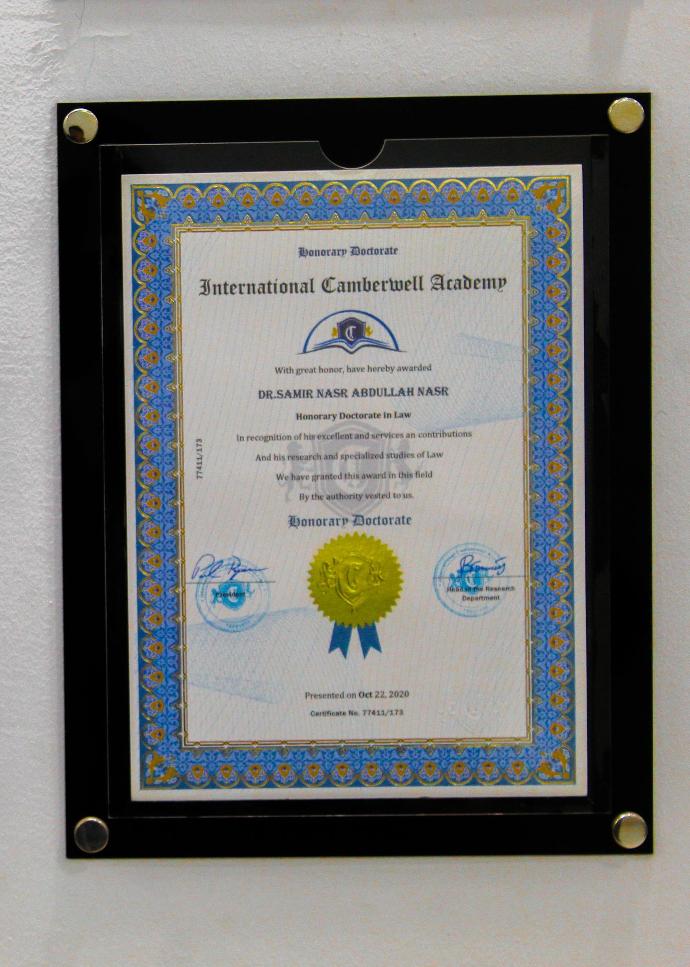 Honorary Doctorate
International Camberwell Academy
C
With great honor, have hereby awarded
DR.SAMIR NASR ABDULLAH NASR
Honorary Doctorate in Law
In recognition of his excellent and services an contributions
And his research and specialized studies of Law
We have granted this award in this field
By the authority vested to us.
Honorary Doctorate
77411/173
C
President
Head of the Research
Department
Presented on Oct 22, 2020
Certificate No. 77411/173